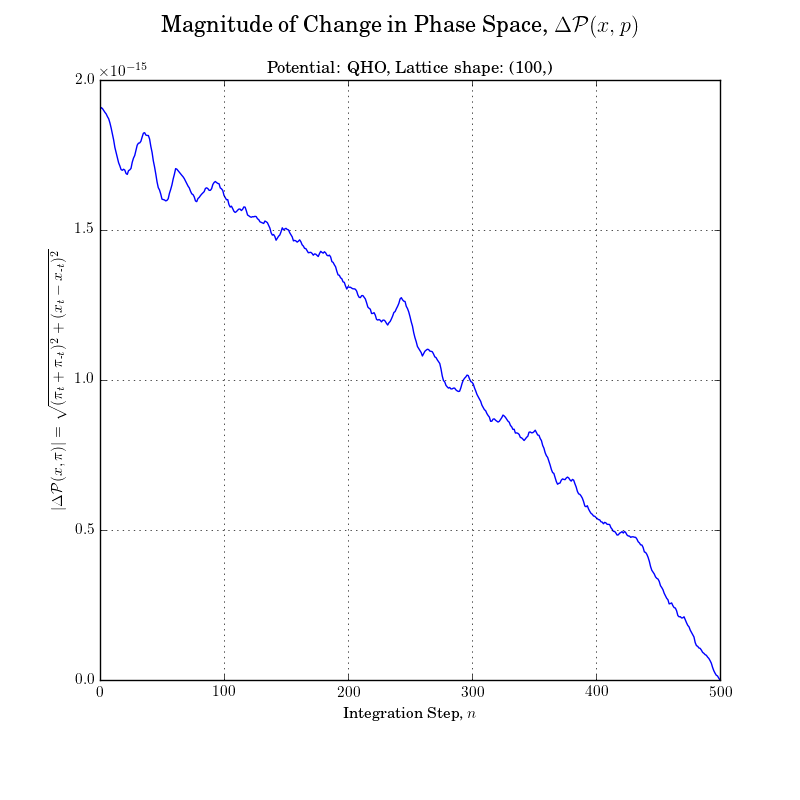 Magnitude of Change in Phase Space, Δ𝒫(x, p)
×10⁻¹⁵
Potential: QHO, Lattice shape: (100,)
2.0
1.5
1.0
0.5
0.0
|Δ𝒫(x, π)| = √(π_t + π_-t)² + (x_t − x_-t)²
0 100 200 300 400 500
Integration Step, n